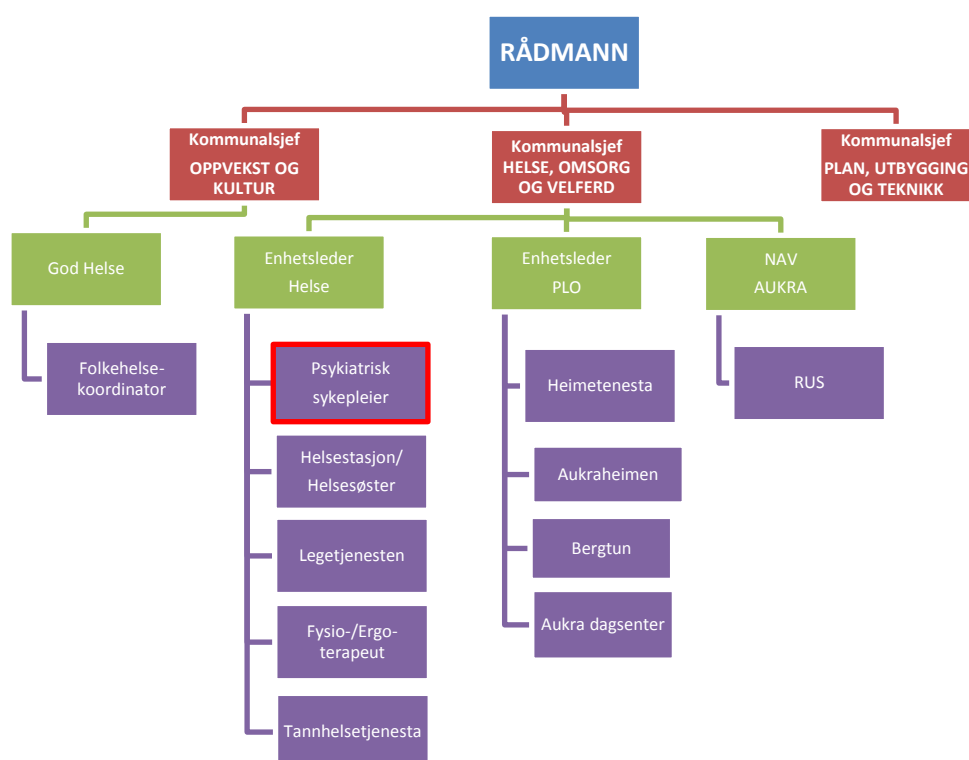 RÅDMANN
Kommunalsjef
OPPVEKST OG
KULTUR
Kommunalsjef
HELSE, OMSORG
OG VELFERD
Kommunalsjef
PLAN, UTBYGGING
OG TEKNIKK
God Helse
Enhetsleder
Helse
Enhetsleder
PLO
NAV
AUKRA
Folkehelse-
koordinator
Psykiatrisk
sykepleier
Helsestasjon/
Helsesøster
Legetjenesten
Fysio-/Ergo-
terapeut
Tannhelsetjenesta
Heimetenesta
Aukraheimen
Bergtun
Aukra dagsenter
RUS